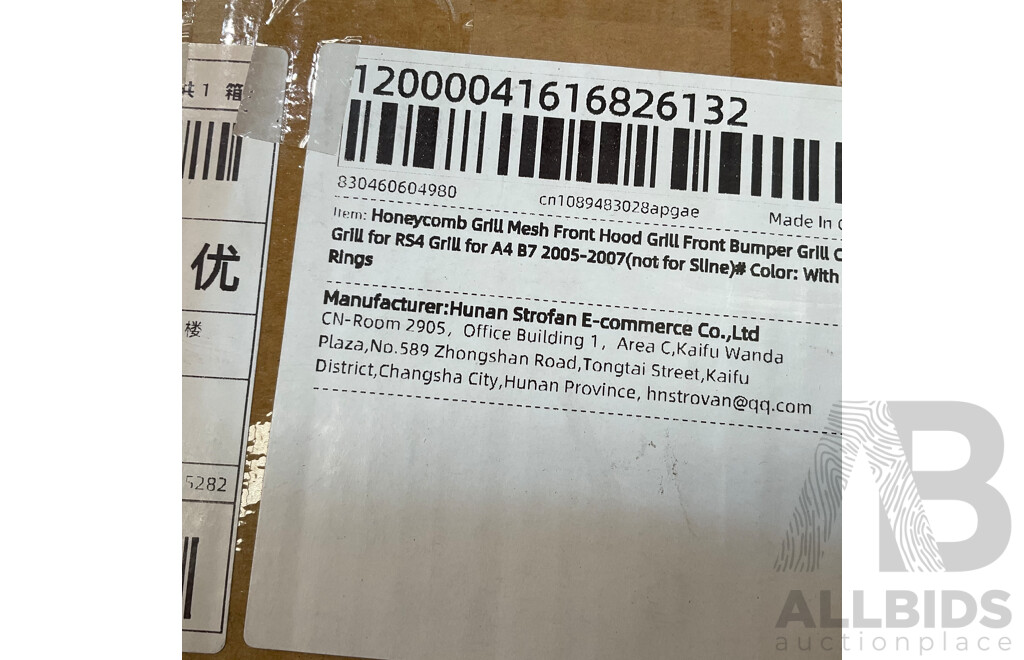 共1 箱
优
楼
5282
12000041616826132
830460604980
cn1089483028apgae
Made In
Item: Honeycomb Grill Mesh Front Hood Grill Front Bumper Grill
Grill for RS4 Grill for A4 B7 2005-2007(not for Sline)# Color: With
Rings
Manufacturer:Hunan Strofan E-commerce Co.,Ltd
CN-Room 2905, Office Building 1, Area C,Kaifu Wanda
Plaza,No.589 Zhongshan Road,Tongtai Street,Kaifu
District,Changsha City,Hunan Province, hnstrovan@qq.com
AB
ALLBIDS
auctionplace